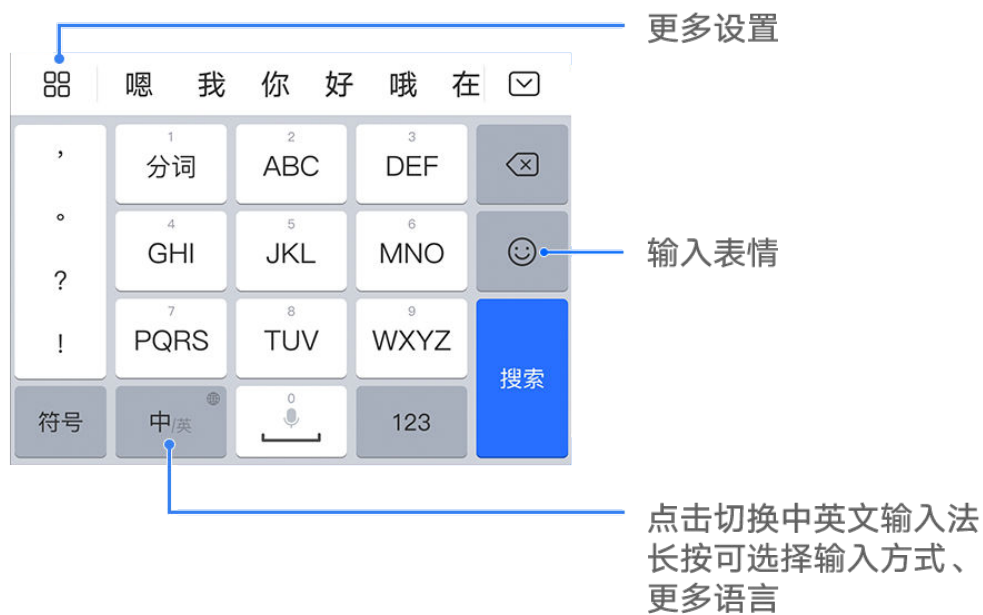 更多设置
嗯 我 你 好 哦 在
， 1 2 3
分词 ABC DEF
。 4 5 6
GHI JKL MNO 输入表情
?
7 8 9
! PQRS TUV WXYZ
搜索
符号 中/英 0 123
点击切换中英文输入法
长按可选择输入方式、
更多语言